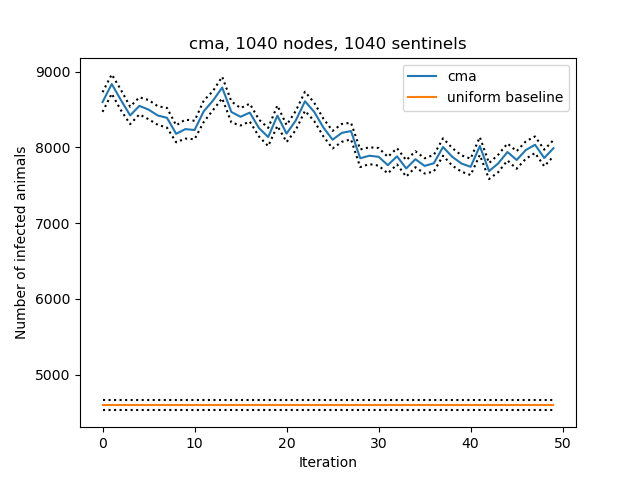 cma, 1040 nodes, 1040 sentinels
cma
uniform baseline
Number of infected animals
9000
8000
7000
6000
5000
0 10 20 30 40 50
Iteration